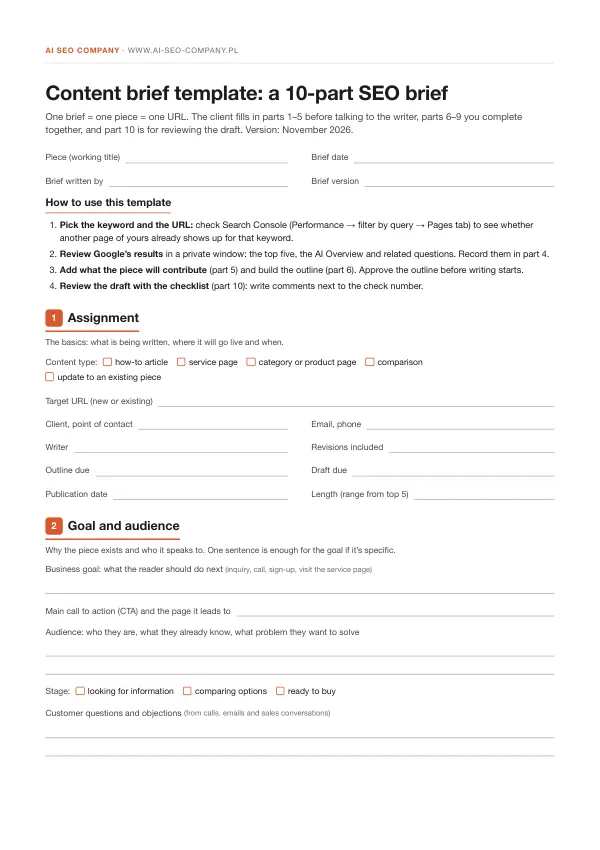 AI SEO COMPANY · WWW.AI-SEO-COMPANY.PL
Content brief template: a 10-part SEO brief
One brief = one piece = one URL. The client fills in parts 1–5 before talking to the writer, parts 6–9 you complete
together, and part 10 is for reviewing the draft. Version: November 2026.
Piece (working title)
Brief date
Brief written by
Brief version
How to use this template
1. Pick the keyword and the URL: check Search Console (Performance → filter by query → Pages tab) to see whether
another page of yours already shows up for that keyword.
2. Review Google's results in a private window: the top five, the AI Overview and related questions. Record them in part 4.
3. Add what the piece will contribute (part 5) and build the outline (part 6). Approve the outline before writing starts.
4. Review the draft with the checklist (part 10): write comments next to the check number.
1 Assignment
The basics: what is being written, where it will go live and when.
Content type: how-to article service page category or product page comparison
update to an existing piece
Target URL (new or existing)
Client, point of contact
Email, phone
Writer
Revisions included
Outline due
Draft due
Publication date
Length (range from top 5)
2 Goal and audience
Why the piece exists and who it speaks to. One sentence is enough for the goal if it's specific.
Business goal: what the reader should do next (inquiry, call, sign-up, visit the service page)
Main call to action (CTA) and the page it leads to
Audience: who they are, what they already know, what problem they want to solve
Stage: looking for information comparing options ready to buy
Customer questions and objections (from calls, emails and sales conversations)